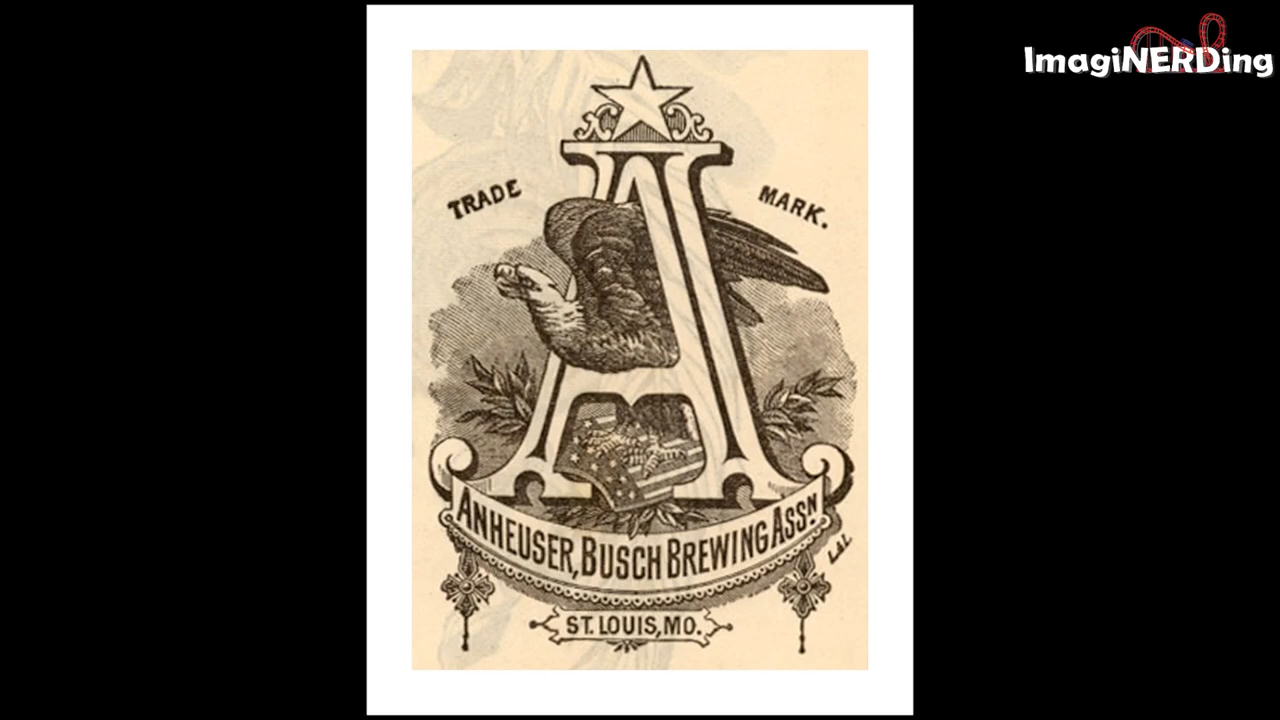 ImagiNERDing
TRADE MARK.
A
ANHEUSER, BUSCH BREWING ASSN
ST. LOUIS, MO.